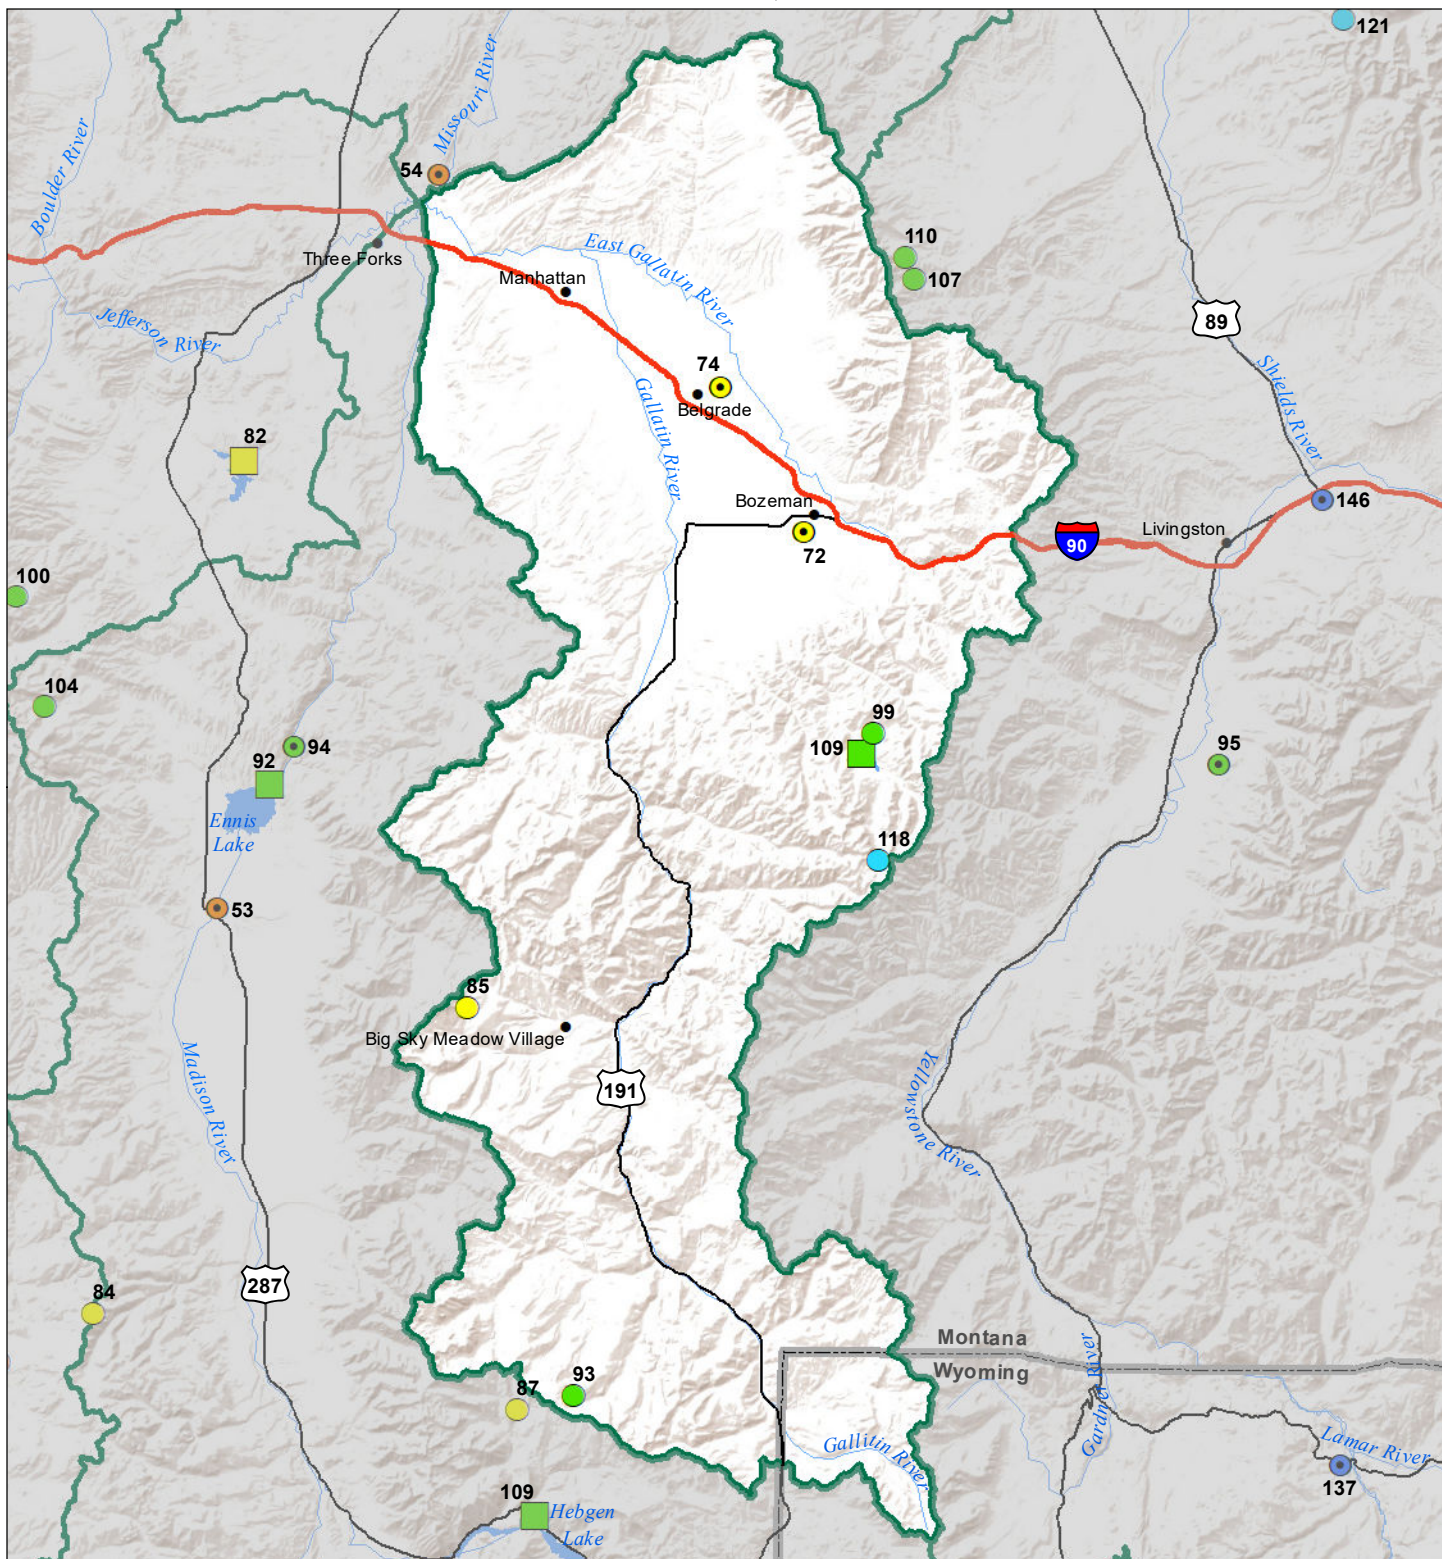 121
Missouri River
Boulder River
54
110
107
East Gallatin River
Three Forks
Manhattan
89
Jefferson River
Shields River
74
Gallatin River
Belgrade
82
Bozeman
146
Livingston
90
72
100
104
99
109
94
92
95
Ennis
Lake
118
53
85
Big Sky Meadow Village
Madison River
Yellowstone River
191
287
84
Montana
Wyoming
Gardner River
93
87
Gallitin River
Lamar River
137
109
Hebgen
Lake